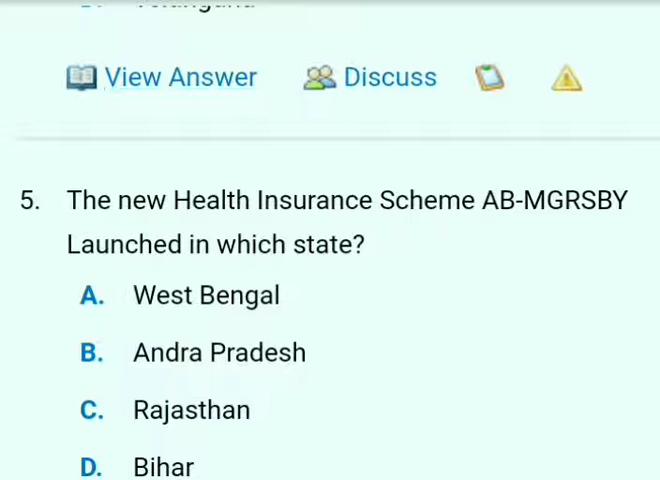 View Answer Discuss
5. The new Health Insurance Scheme AB-MGRSBY
Launched in which state?
A. West Bengal
B. Andra Pradesh
C. Rajasthan
D. Bihar